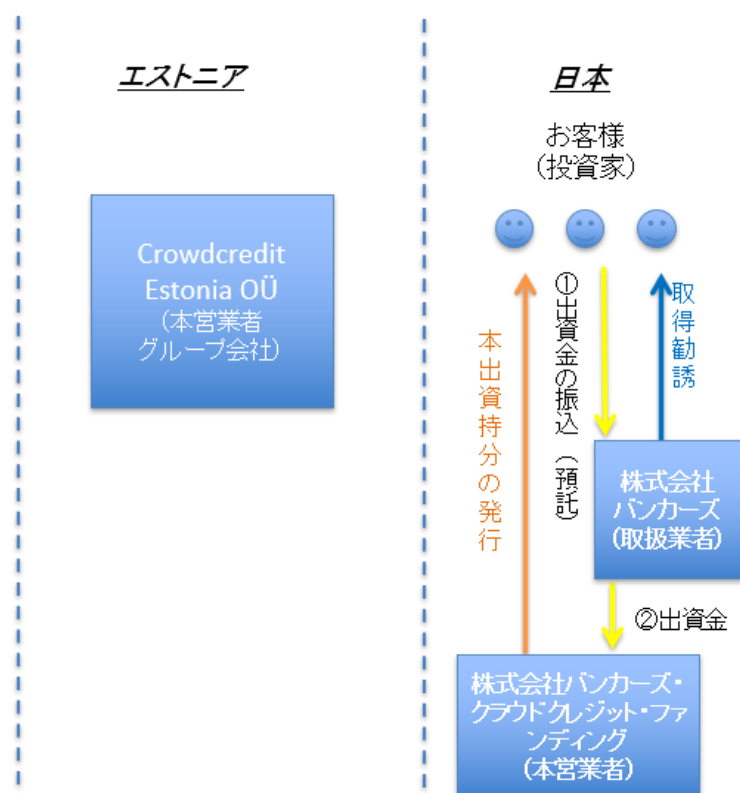 エストニア
Crowdcredit
Estonia OÜ
(本営業者
グループ会社)
日本
お客様
(投資家)
本出資持分の発行
①出資金の振込(預託)
取得勧誘
株式会社
バンカーズ
(取扱業者)
②出資金
株式会社バンカーズ・
クラウドクレジット・ファ
ンディング
(本営業者)